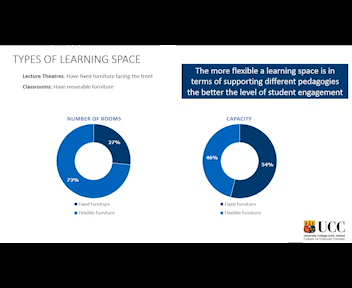 TYPES OF LEARNING SPACE
Lecture Theatres: Have fixed furniture facing the front
Classrooms: Have moveable furniture
The more flexible a learning space is in
terms of supporting different pedagogies
the better the level of student engagement
NUMBER OF ROOMS
27%
73%
Fixed furniture
Flexible furniture
CAPACITY
46%
54%
Fixed furniture
Flexible furniture
UCC